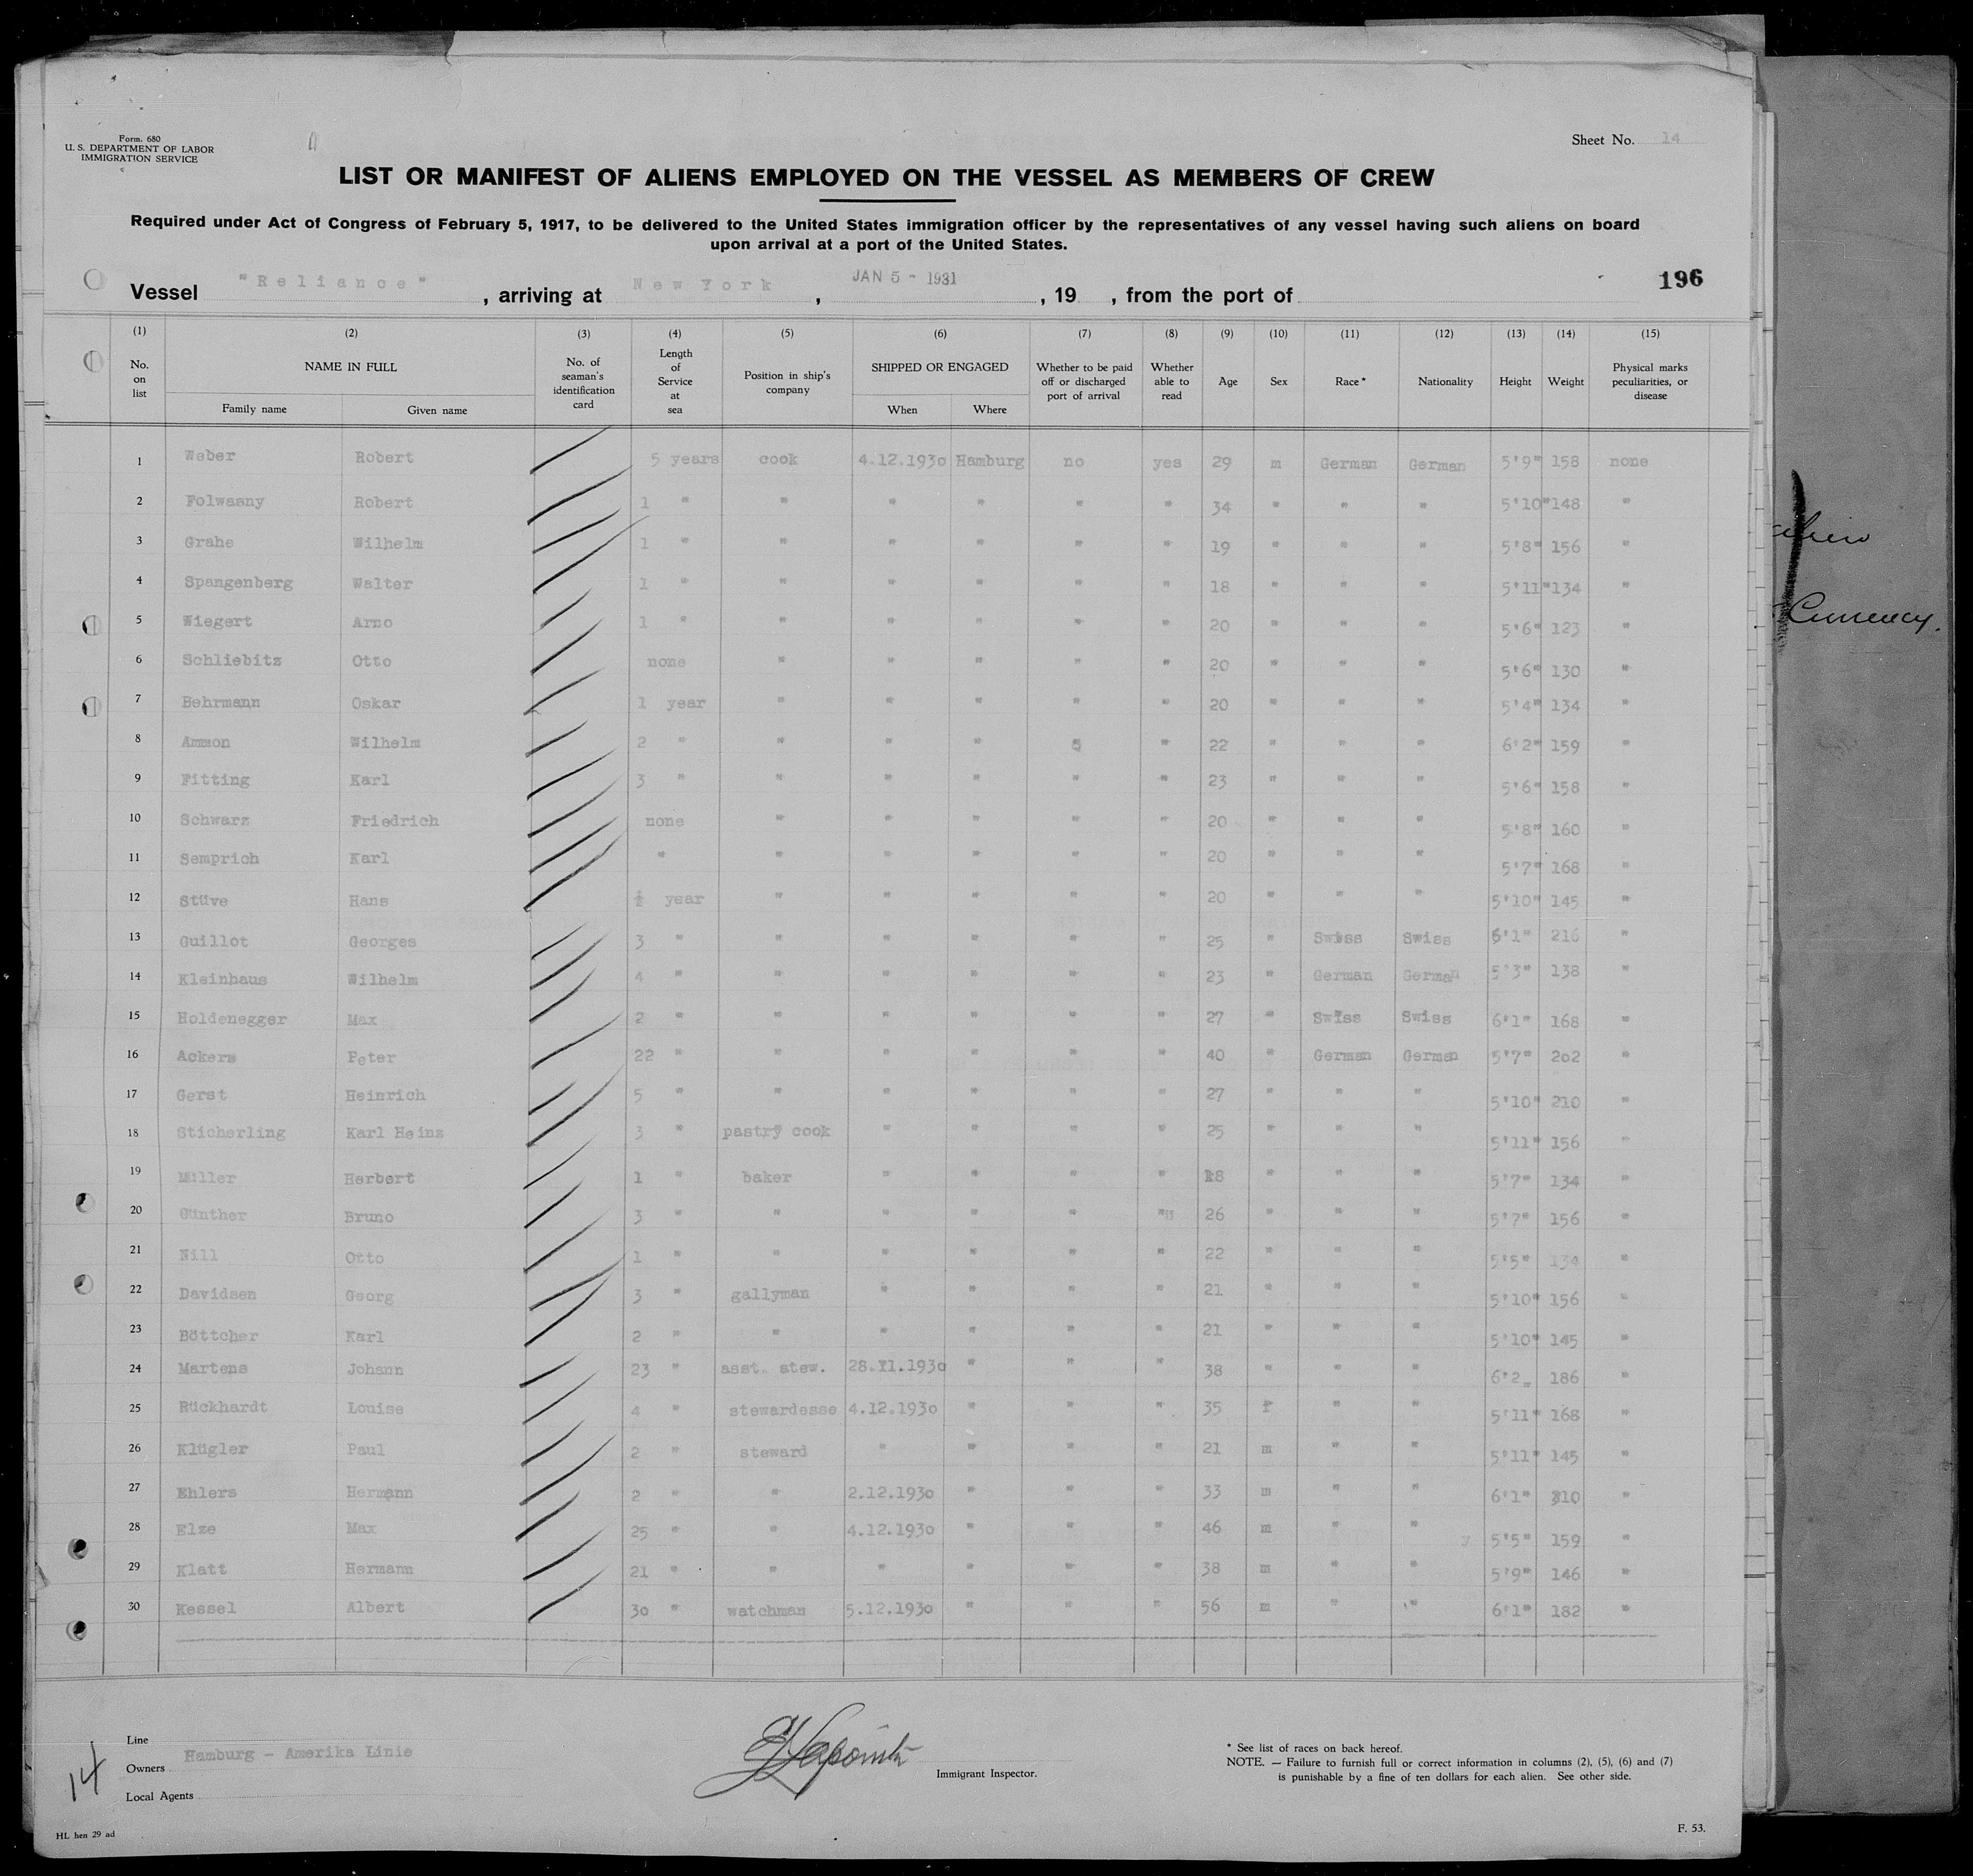 Form. 680
U. S. DEPARTMENT OF LABOR
IMMIGRATION SERVICE
Sheet No. 14
LIST OR MANIFEST OF ALIENS EMPLOYED ON THE VESSEL AS MEMBERS OF CREW
Required under Act of Congress of February 5, 1917, to be delivered to the United States immigration officer by the representatives of any vessel having such aliens on board
upon arrival at a port of the United States.
196
Vessel "Reliance" , arriving at New York , JAN 5 - 1931 , 19 , from the port of
(1) (2) (3) (4) (5) (6) (7) (8) (9) (10) (11) (12) (13) (14) (15)
No. on list NAME IN FULL Family name Given name No. of seaman's identification card Length of Service at sea Position in ship's company SHIPPED OR ENGAGED When Where Whether to be paid off or discharged port of arrival Whether able to read Age Sex Race* Nationality Height Weight Physical marks peculiarities, or disease
1 Weber Robert 5 years cook 4.12.1930 Hamburg no yes 29 m German German 5'9" 158 none
2 Folwaany Robert 1 " " " " " " 34 " " " 5'10" 148 "
3 Grahe Wilhelm 1 " " " " " " 19 " " " 5'8" 156 "
4 Spangenberg Walter 1 " " " " " " 18 " " " 5'11" 134 "
5 Wiegert Arno 1 " " " " " " 20 " " " 5'6" 123 "
6 Schliebitz Otto none " " " " " 20 " " " 5'6" 130 "
7 Behrmann Oskar 1 year " " " " " 20 " " " 5'4" 134 "
8 Ammon Wilhelm 2 " " " " " 22 " " " 6'2" 159 "
9 Fitting Karl 3 " " " " " " 23 " " " 5'6" 158 "
10 Schwarz Friedrich none " " " " " 20 " " " 5'8" 160 "
11 Semprich Karl " " " " " " 20 " " " 5'7" 168 "
12 Stüve Hans ½ year " " " " " 20 " " " 5'10" 145 "
13 Guillot Georges 3 " " " " " " 25 " Swiss Swiss 6'1" 216 "
14 Kleinhaus Wilhelm 4 " " " " " " 23 " German German 5'3" 138 "
15 Holdenegger Max 2 " " " " " " 27 " Swiss Swiss 6'1" 168 "
16 Ackers Peter 22 " " " " " " 40 " German German 5'7" 202 "
17 Gerst Heinrich 5 " " " " " " 27 " " " 5'10" 210 "
18 Sticherling Karl Heinz 3 " pastry cook " " " " 25 " " " 5'11" 156 "
19 Miller Herbert 1 " baker " " " " 18 " " " 5'7" 134 "
20 Günther Bruno 3 " " " " " " 26 " " " 5'7" 156 "
21 Nill Otto 1 " " " " " " 22 " " " 5'5" 134 "
22 Davidsen Georg 3 " gallyman " " " " 21 " " " 5'10" 156 "
23 Böttcher Karl 2 " " " " " " 21 " " " 5'10" 145 "
24 Martens Johann 23 " asst. stew. 28.11.1930 " " " 38 " " " 6'2" 186 "
25 Rückhardt Louise 4 " stewardesse 4.12.1930 " " " 35 f " " 5'11" 168 "
26 Klügler Paul 2 " steward " " " " 21 m " " 5'11" 145 "
27 Ehlers Hermann 2 " " 2.12.1930 " " " 33 m " " 6'1" 210 "
28 Elze Max 25 " " 4.12.1930 " " " 46 m " " 5'5" 159 "
29 Klatt Hermann 21 " " " " " " 38 m " " 5'9" 146 "
30 Kessel Albert 30 " watchman 5.12.1930 " " " 56 m " " 6'1" 182 "
Line
Owners Hamburg - Amerika Linie
Local Agents
14
Immigrant Inspector.
* See list of races on back hereof.
NOTE. — Failure to furnish full or correct information in columns (2), (5), (6) and (7)
is punishable by a fine of ten dollars for each alien. See other side.
HL hen 29 ad
F. 53.
Currency.